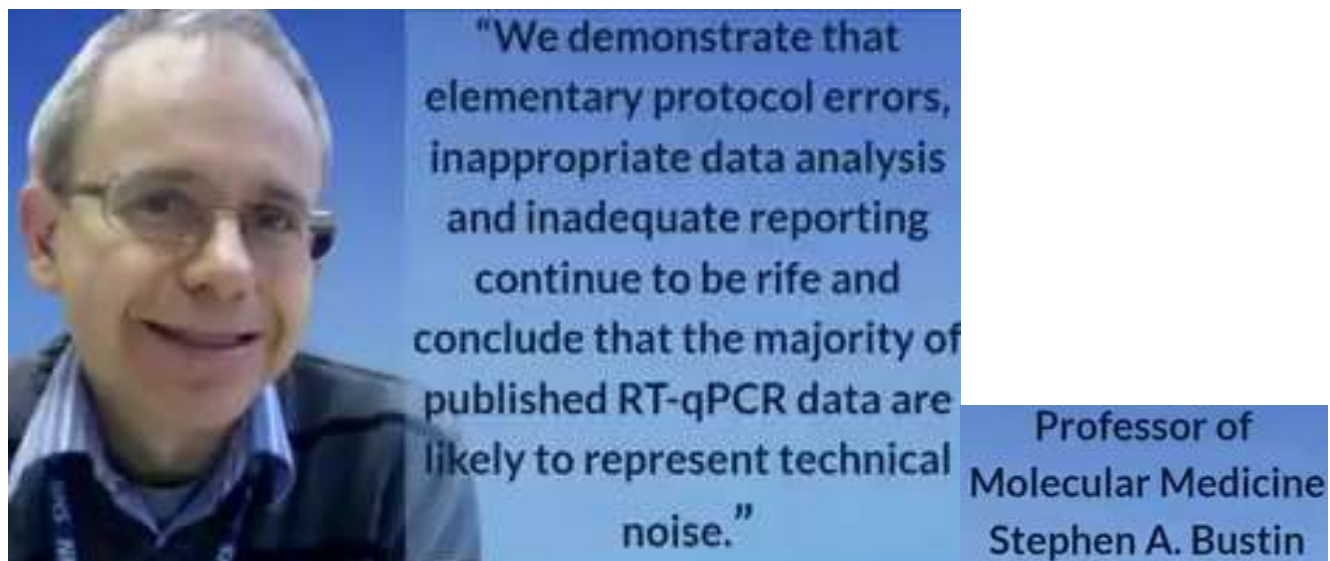 “We demonstrate that
elementary protocol errors,
inappropriate data analysis
and inadequate reporting
continue to be rife and
conclude that the majority of
published RT-qPCR data are
likely to represent technical
noise.”
Professor of
Molecular Medicine
Stephen A. Bustin